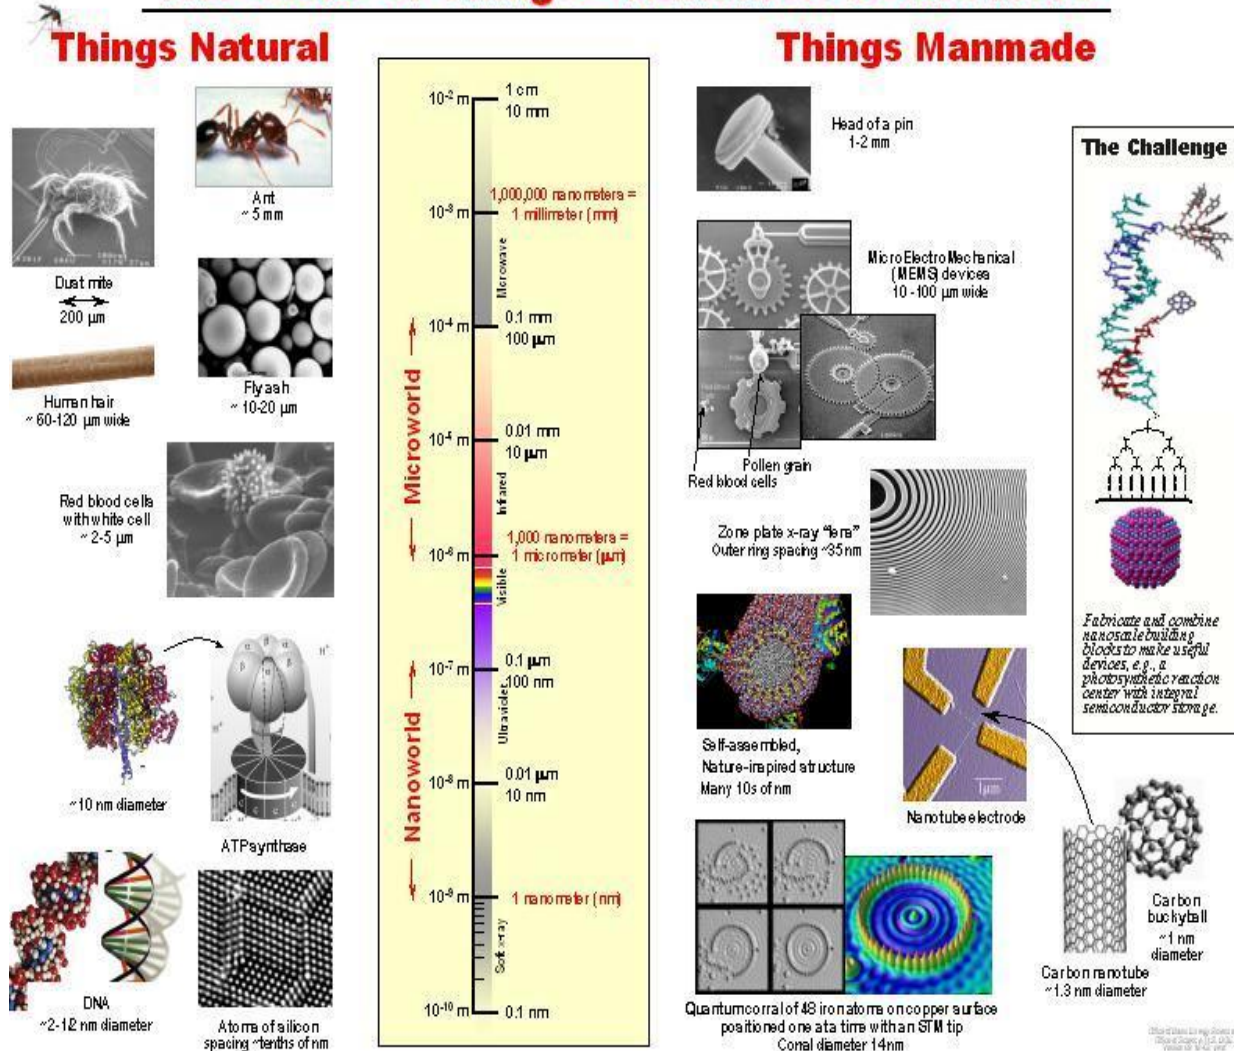 Things Natural
Things Manmade
Ant
~ 5 mm
Dust mite
200 µm
Human hair
~ 60-120 µm wide
Fly ash
~ 10-20 µm
Red blood cells
with white cell
~ 2-5 µm
~10 nm diameter
ATP synthase
DNA
~2-1/2 nm diameter
Atoms of silicon
spacing ~tenths of nm
10-2 m
1 cm
10 mm
1,000,000 nanometers =
10-3 m
1 millimeter (mm)
Microwave
10-4 m
0.1 mm
100 µm
Microworld
10-5 m
0.01 mm
10 µm
Infrared
1,000 nanometers =
10-6 m
1 micrometer (µm)
Visible
10-7 m
0.1 µm
100 nm
Ultraviolet
Nanoworld
10-8 m
0.01 µm
10 nm
10-9 m
1 nanometer (nm)
Soft x-ray
10-10 m
0.1 nm
Head of a pin
1-2 mm
MicroElectroMechanical
(MEMS) devices
10 -100 µm wide
Pollen grain
Red blood cells
Zone plate x-ray “lens”
Outer ring spacing ~35 nm
Self-assembled,
Nature-inspired structure
Many 10s of nm
1µm
Nanotube electrode
Quantum corral of 48 iron atoms on copper surface
positioned one at a time with an STM tip
Corral diameter 14 nm
Carbon
buckyball
~1 nm
diameter
Carbon nanotube
~1.3 nm diameter
The Challenge
Fabricate and combine
nanoscale building
blocks to make useful
devices, e.g., a
photosynthetic reaction
center with integral
semiconductor storage.